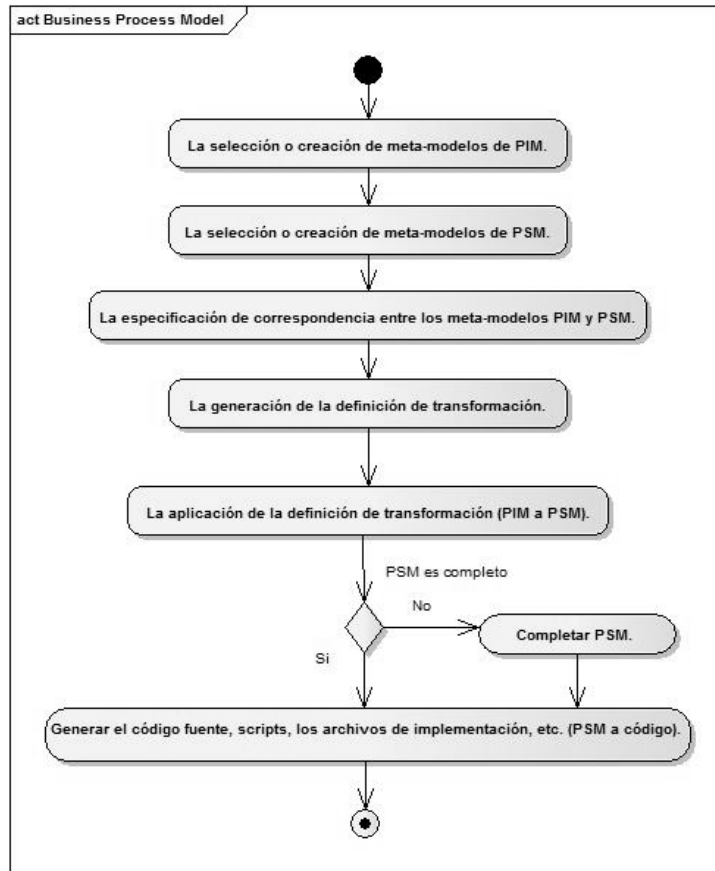 act Business Process Model
La selección o creación de meta-modelos de PIM.
La selección o creación de meta-modelos de PSM.
La especificación de correspondencia entre los meta-modelos PIM y PSM.
La generación de la definición de transformación.
La aplicación de la definición de transformación (PIM a PSM).
PSM es completo
No
Completar PSM.
Si
Generar el código fuente, scripts, los archivos de implementación, etc. (PSM a código).